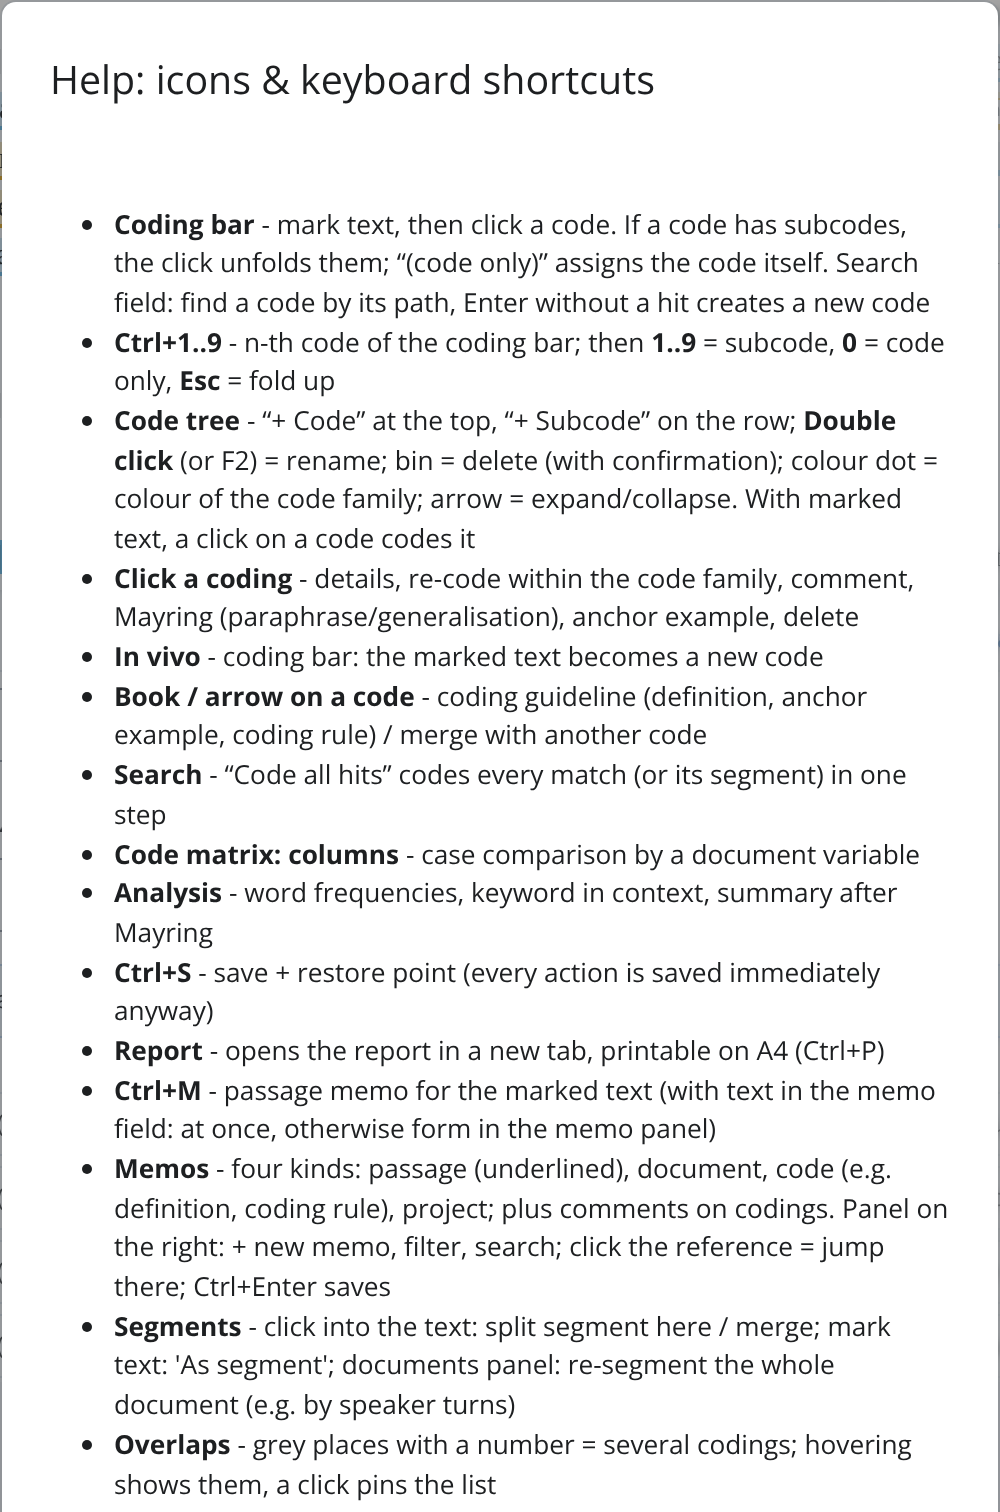 Help: icons & keyboard shortcuts
• Coding bar - mark text, then click a code. If a code has subcodes,
the click unfolds them; “(code only)” assigns the code itself. Search
field: find a code by its path, Enter without a hit creates a new code
• Ctrl+1..9 - n-th code of the coding bar; then 1..9 = subcode, 0 = code
only, Esc = fold up
• Code tree - “+ Code” at the top, “+ Subcode” on the row; Double
click (or F2) = rename; bin = delete (with confirmation); colour dot =
colour of the code family; arrow = expand/collapse. With marked
text, a click on a code codes it
• Click a coding - details, re-code within the code family, comment,
Mayring (paraphrase/generalisation), anchor example, delete
• In vivo - coding bar: the marked text becomes a new code
• Book / arrow on a code - coding guideline (definition, anchor
example, coding rule) / merge with another code
• Search - “Code all hits” codes every match (or its segment) in one
step
• Code matrix: columns - case comparison by a document variable
• Analysis - word frequencies, keyword in context, summary after
Mayring
• Ctrl+S - save + restore point (every action is saved immediately
anyway)
• Report - opens the report in a new tab, printable on A4 (Ctrl+P)
• Ctrl+M - passage memo for the marked text (with text in the memo
field: at once, otherwise form in the memo panel)
• Memos - four kinds: passage (underlined), document, code (e.g.
definition, coding rule), project; plus comments on codings. Panel on
the right: + new memo, filter, search; click the reference = jump
there; Ctrl+Enter saves
• Segments - click into the text: split segment here / merge; mark
text: 'As segment'; documents panel: re-segment the whole
document (e.g. by speaker turns)
• Overlaps - grey places with a number = several codings; hovering
shows them, a click pins the list